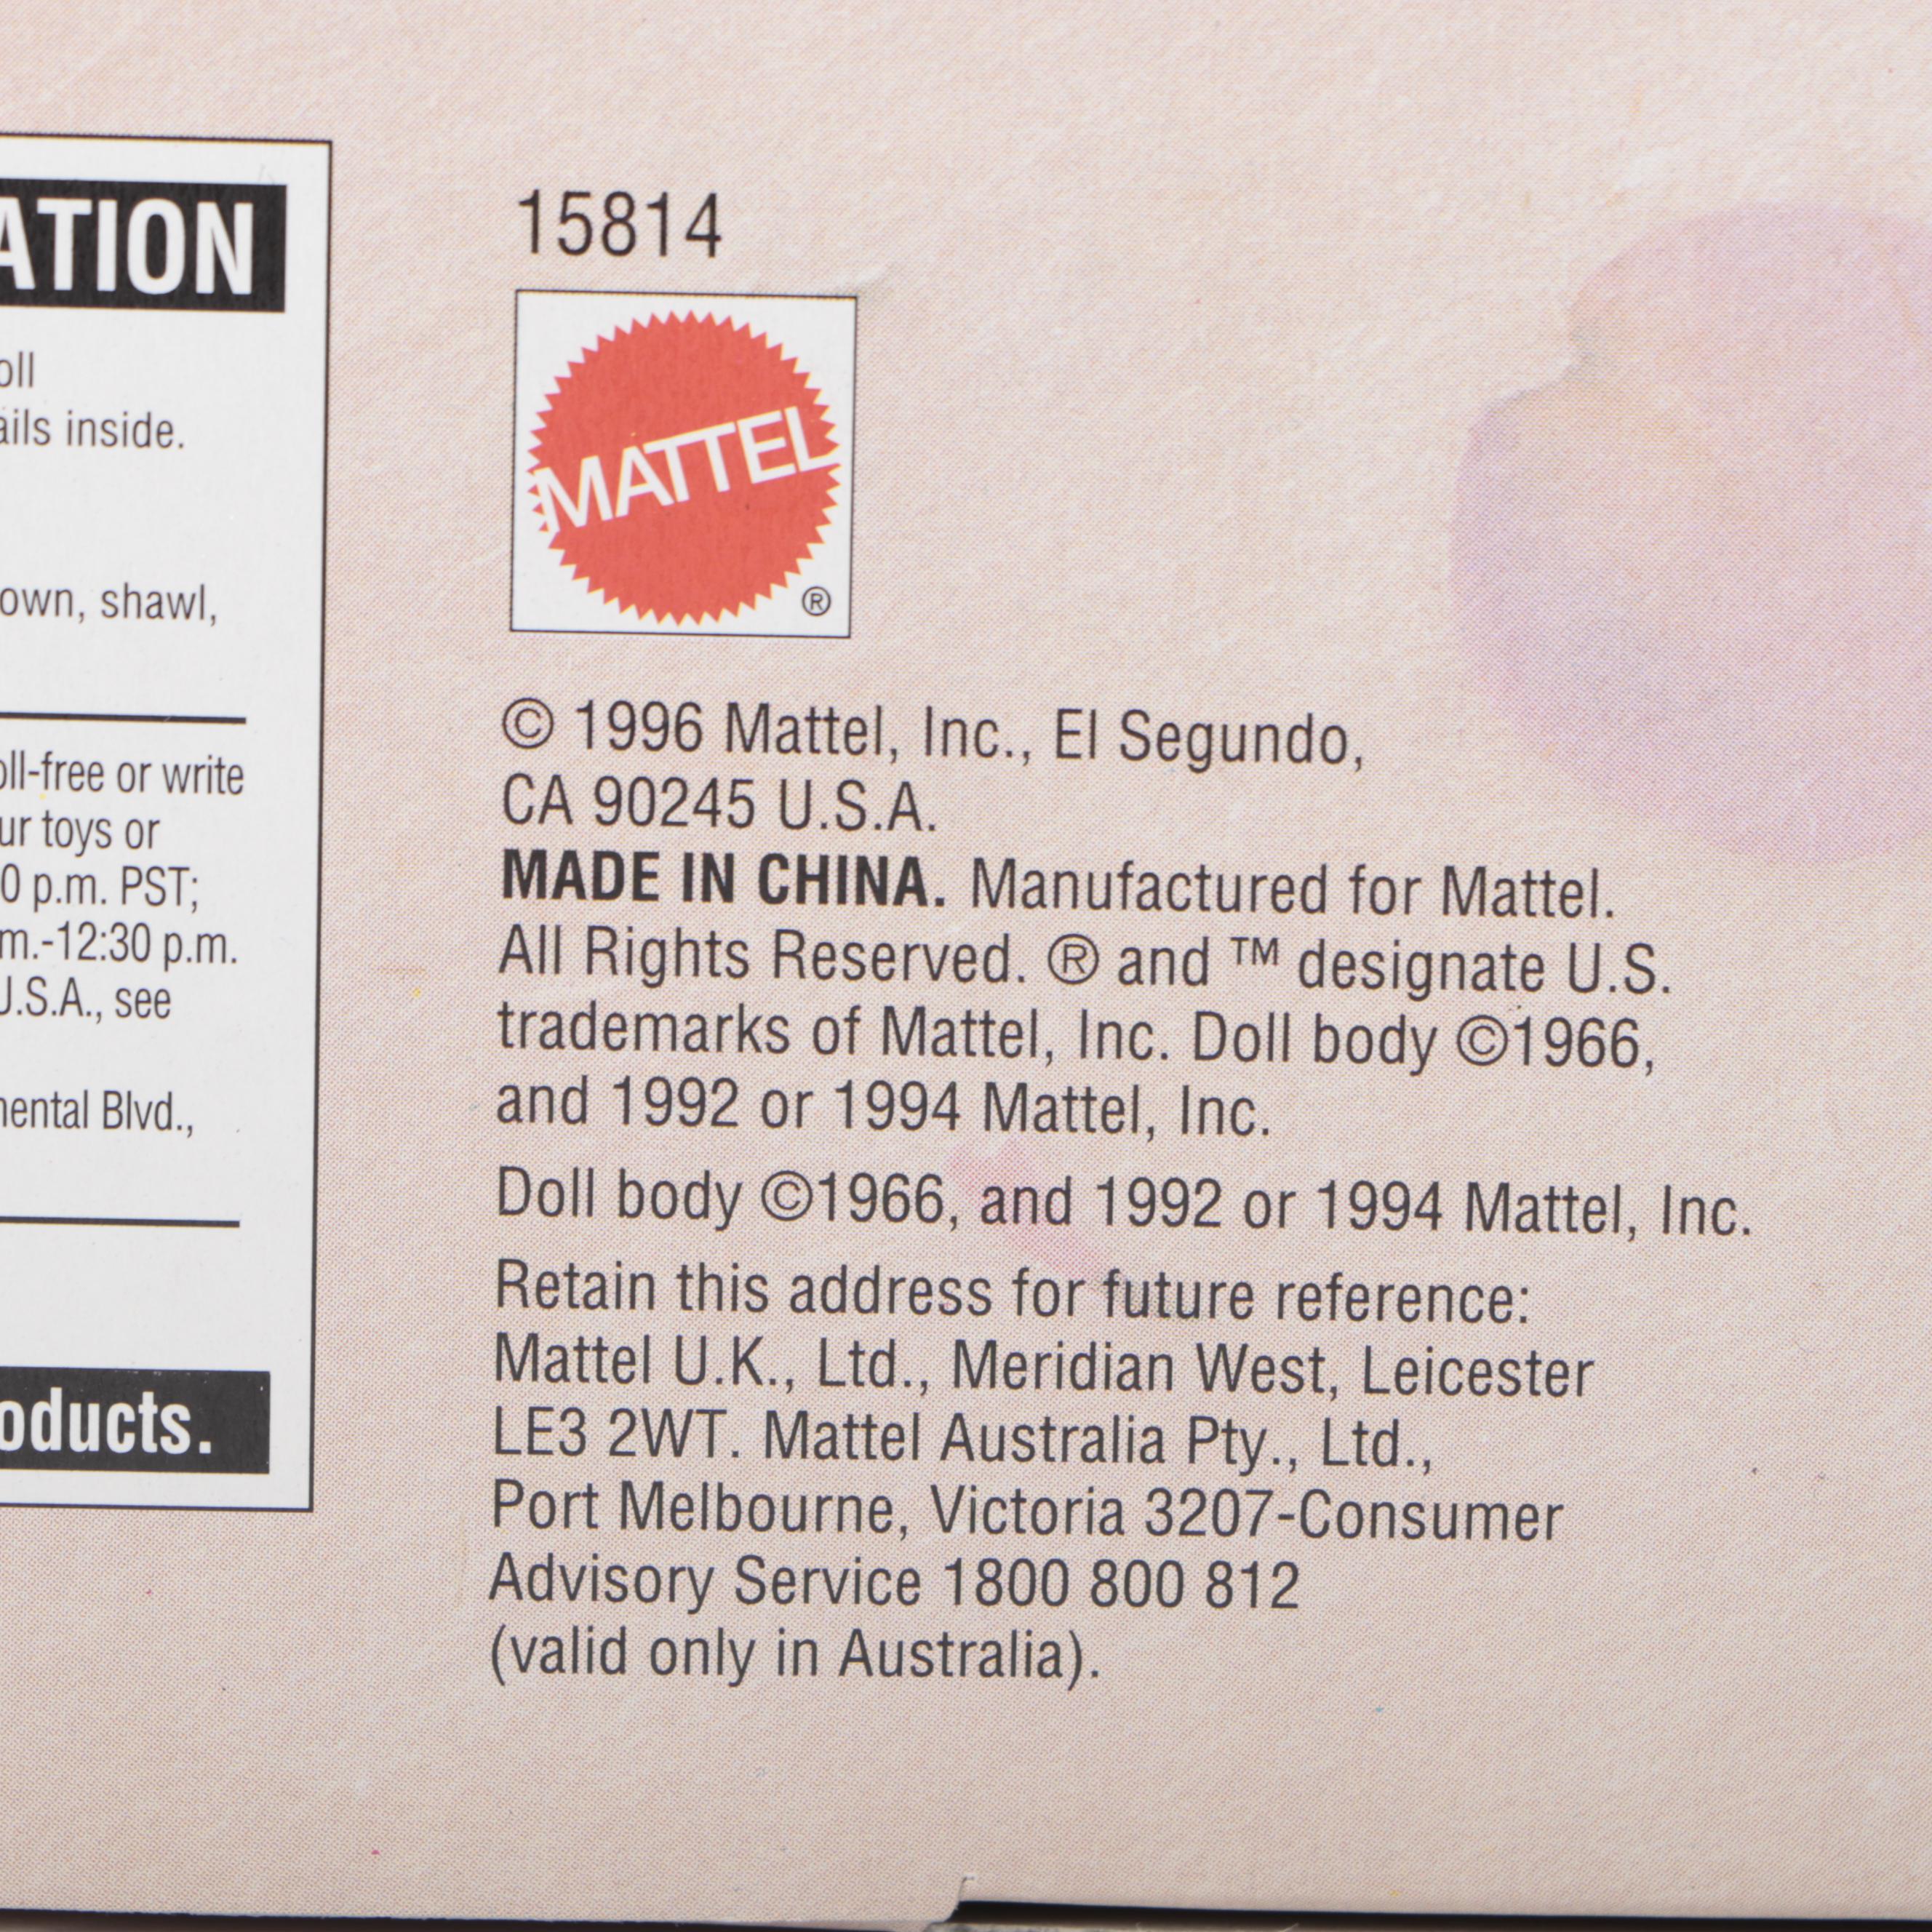 ATION
oll
ails inside.
own, shawl,
oll-free or write
ur toys or
0 p.m. PST;
m.-12:30 p.m.
U.S.A., see
nental Blvd.,
oducts.
15814
MATTEL
®
© 1996 Mattel, Inc., El Segundo,
CA 90245 U.S.A.
MADE IN CHINA. Manufactured for Mattel.
All Rights Reserved. ® and ™ designate U.S.
trademarks of Mattel, Inc. Doll body ©1966,
and 1992 or 1994 Mattel, Inc.
Doll body ©1966, and 1992 or 1994 Mattel, Inc.
Retain this address for future reference:
Mattel U.K., Ltd., Meridian West, Leicester
LE3 2WT. Mattel Australia Pty., Ltd.,
Port Melbourne, Victoria 3207-Consumer
Advisory Service 1800 800 812
(valid only in Australia).